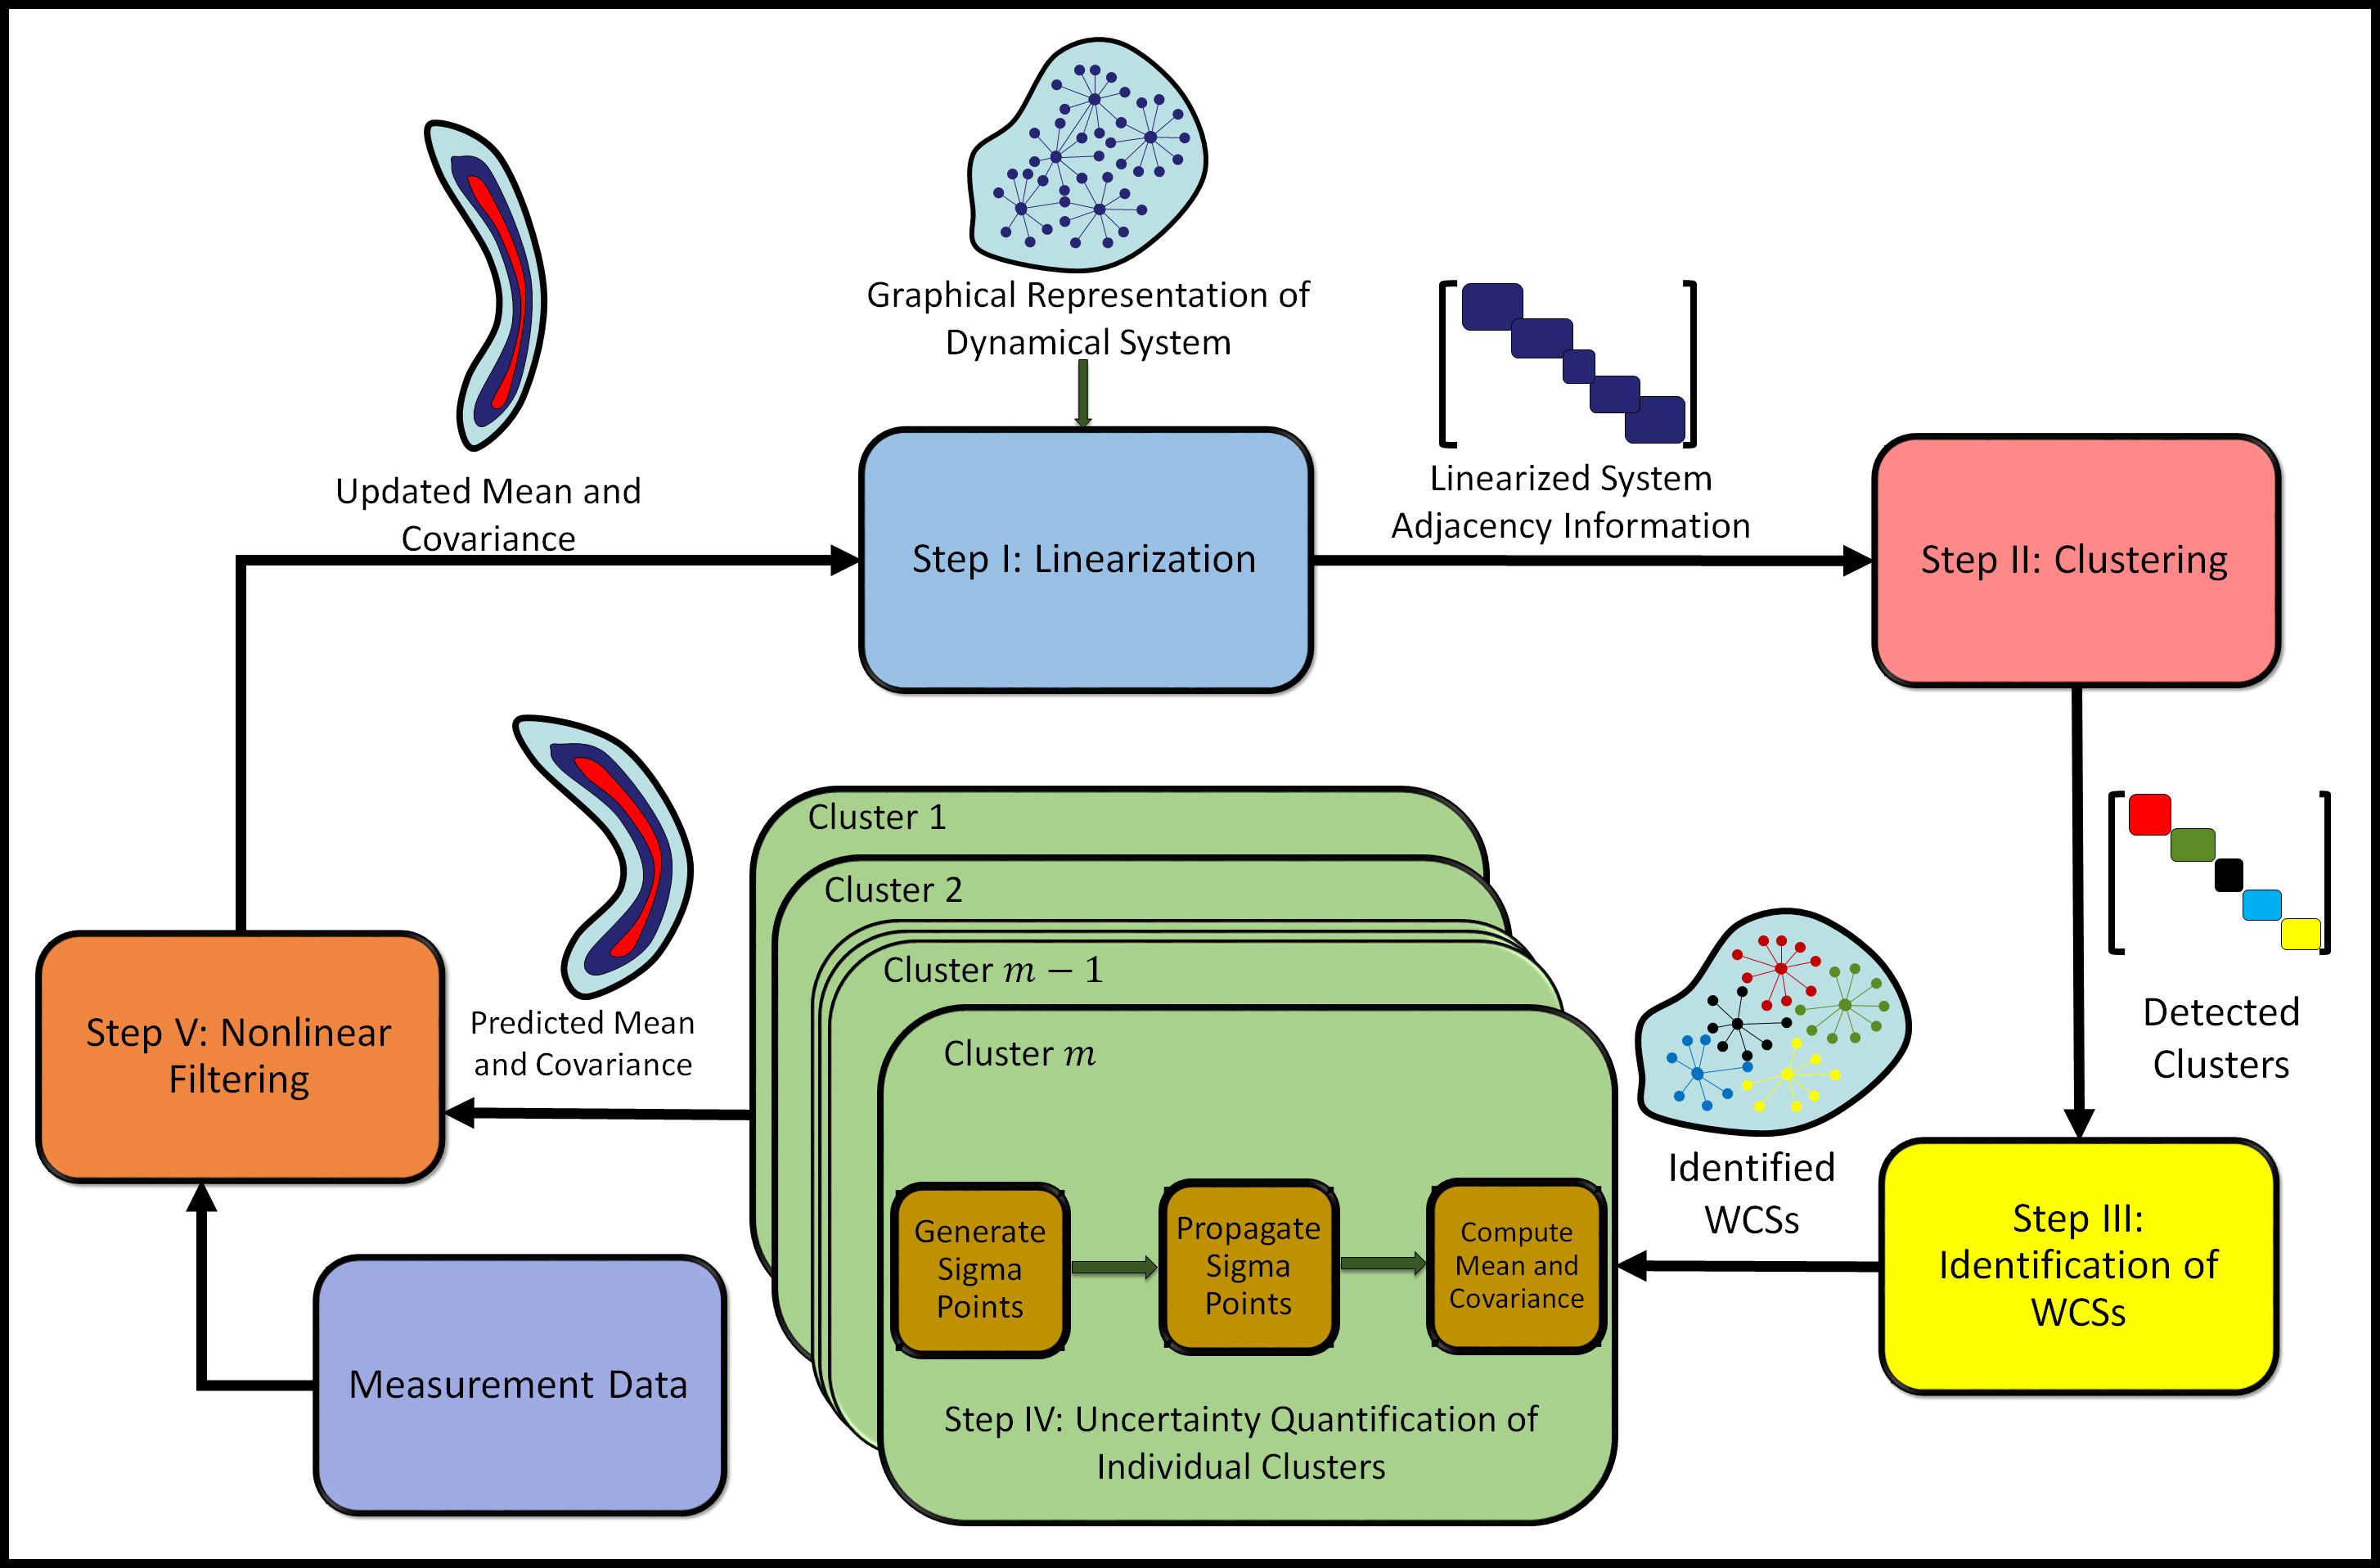 Graphical Representation of
Dynamical System
Linearized System
Adjacency Information
Updated Mean and
Covariance
Step I: Linearization
Step II: Clustering
Detected
Clusters
Identified
WCSs
Step III:
Identification of
WCSs
Cluster 1
Cluster 2
Cluster m − 1
Cluster m
Generate
Sigma
Points
Propagate
Sigma
Points
Compute
Mean and
Covariance
Step IV: Uncertainty Quantification of
Individual Clusters
Predicted Mean
and Covariance
Step V: Nonlinear
Filtering
Measurement Data